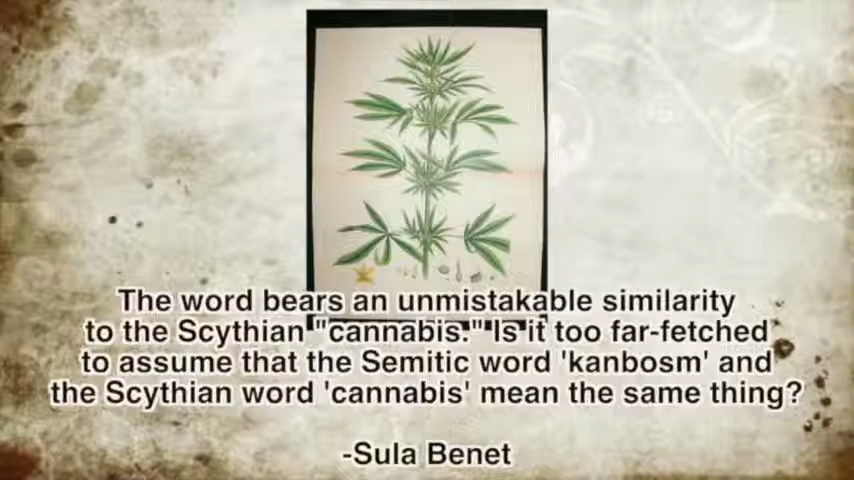 The word bears an unmistakable similarity
to the Scythian "cannabis." Is it too far-fetched
to assume that the Semitic word 'kanbosm' and
the Scythian word 'cannabis' mean the same thing?
-Sula Benet